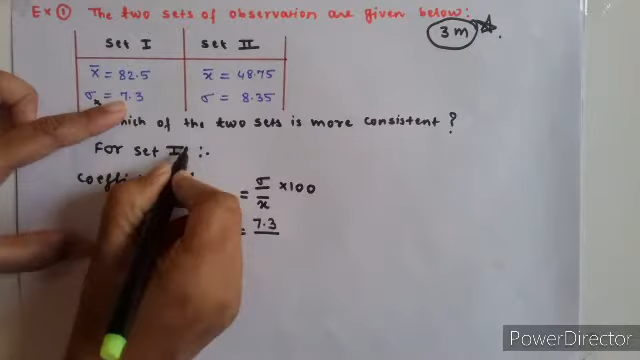 Ex ① The two sets of observation are given below:
3 m
Set I Set II
x̄ = 82.5 x̄ = 48.75
σ = 7.3 σ = 8.35
which of the two sets is more consistent ?
For set I :-
= σ/x̄ ×100
= 7.3
PowerDirector